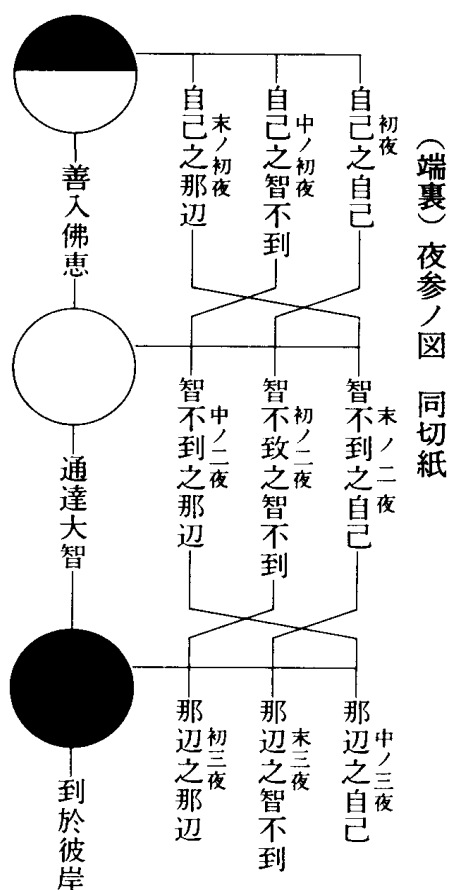 （端裏）夜参ノ図　同切紙
初夜
自己之自己
中ノ初夜
自己之智不到
末ノ初夜
自己之那辺
善入佛恵
末ノ二夜
智不到之自己
初ノ二夜
智不致之智不到
中ノ二夜
智不到之那辺
通達大智
中ノ三夜
那辺之自己
末三夜
那辺之智不到
初三夜
那辺之那辺
到於彼岸